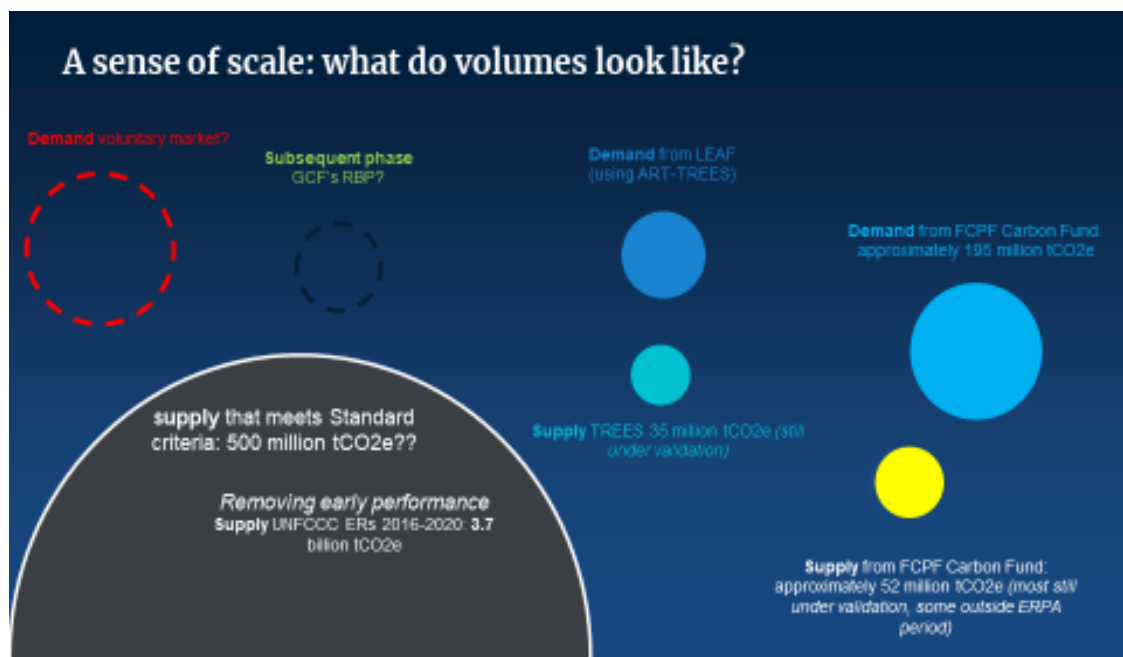 A sense of scale: what do volumes look like?
Demand voluntary market?
Subsequent phase
GCF's RBP?
Demand from LEAF
(using ART-TREES)
Demand from FCPF Carbon Fund:
approximately 195 million tCO2e
supply that meets Standard
criteria: 500 million tCO2e??
Removing early performance
Supply UNFCCC ERs 2016-2020: 3.7
billion tCO2e
Supply TREES 35 million tCO2e (still
under validation)
Supply from FCPF Carbon Fund:
approximately 52 million tCO2e (most still
under validation, some outside ERPA
period)